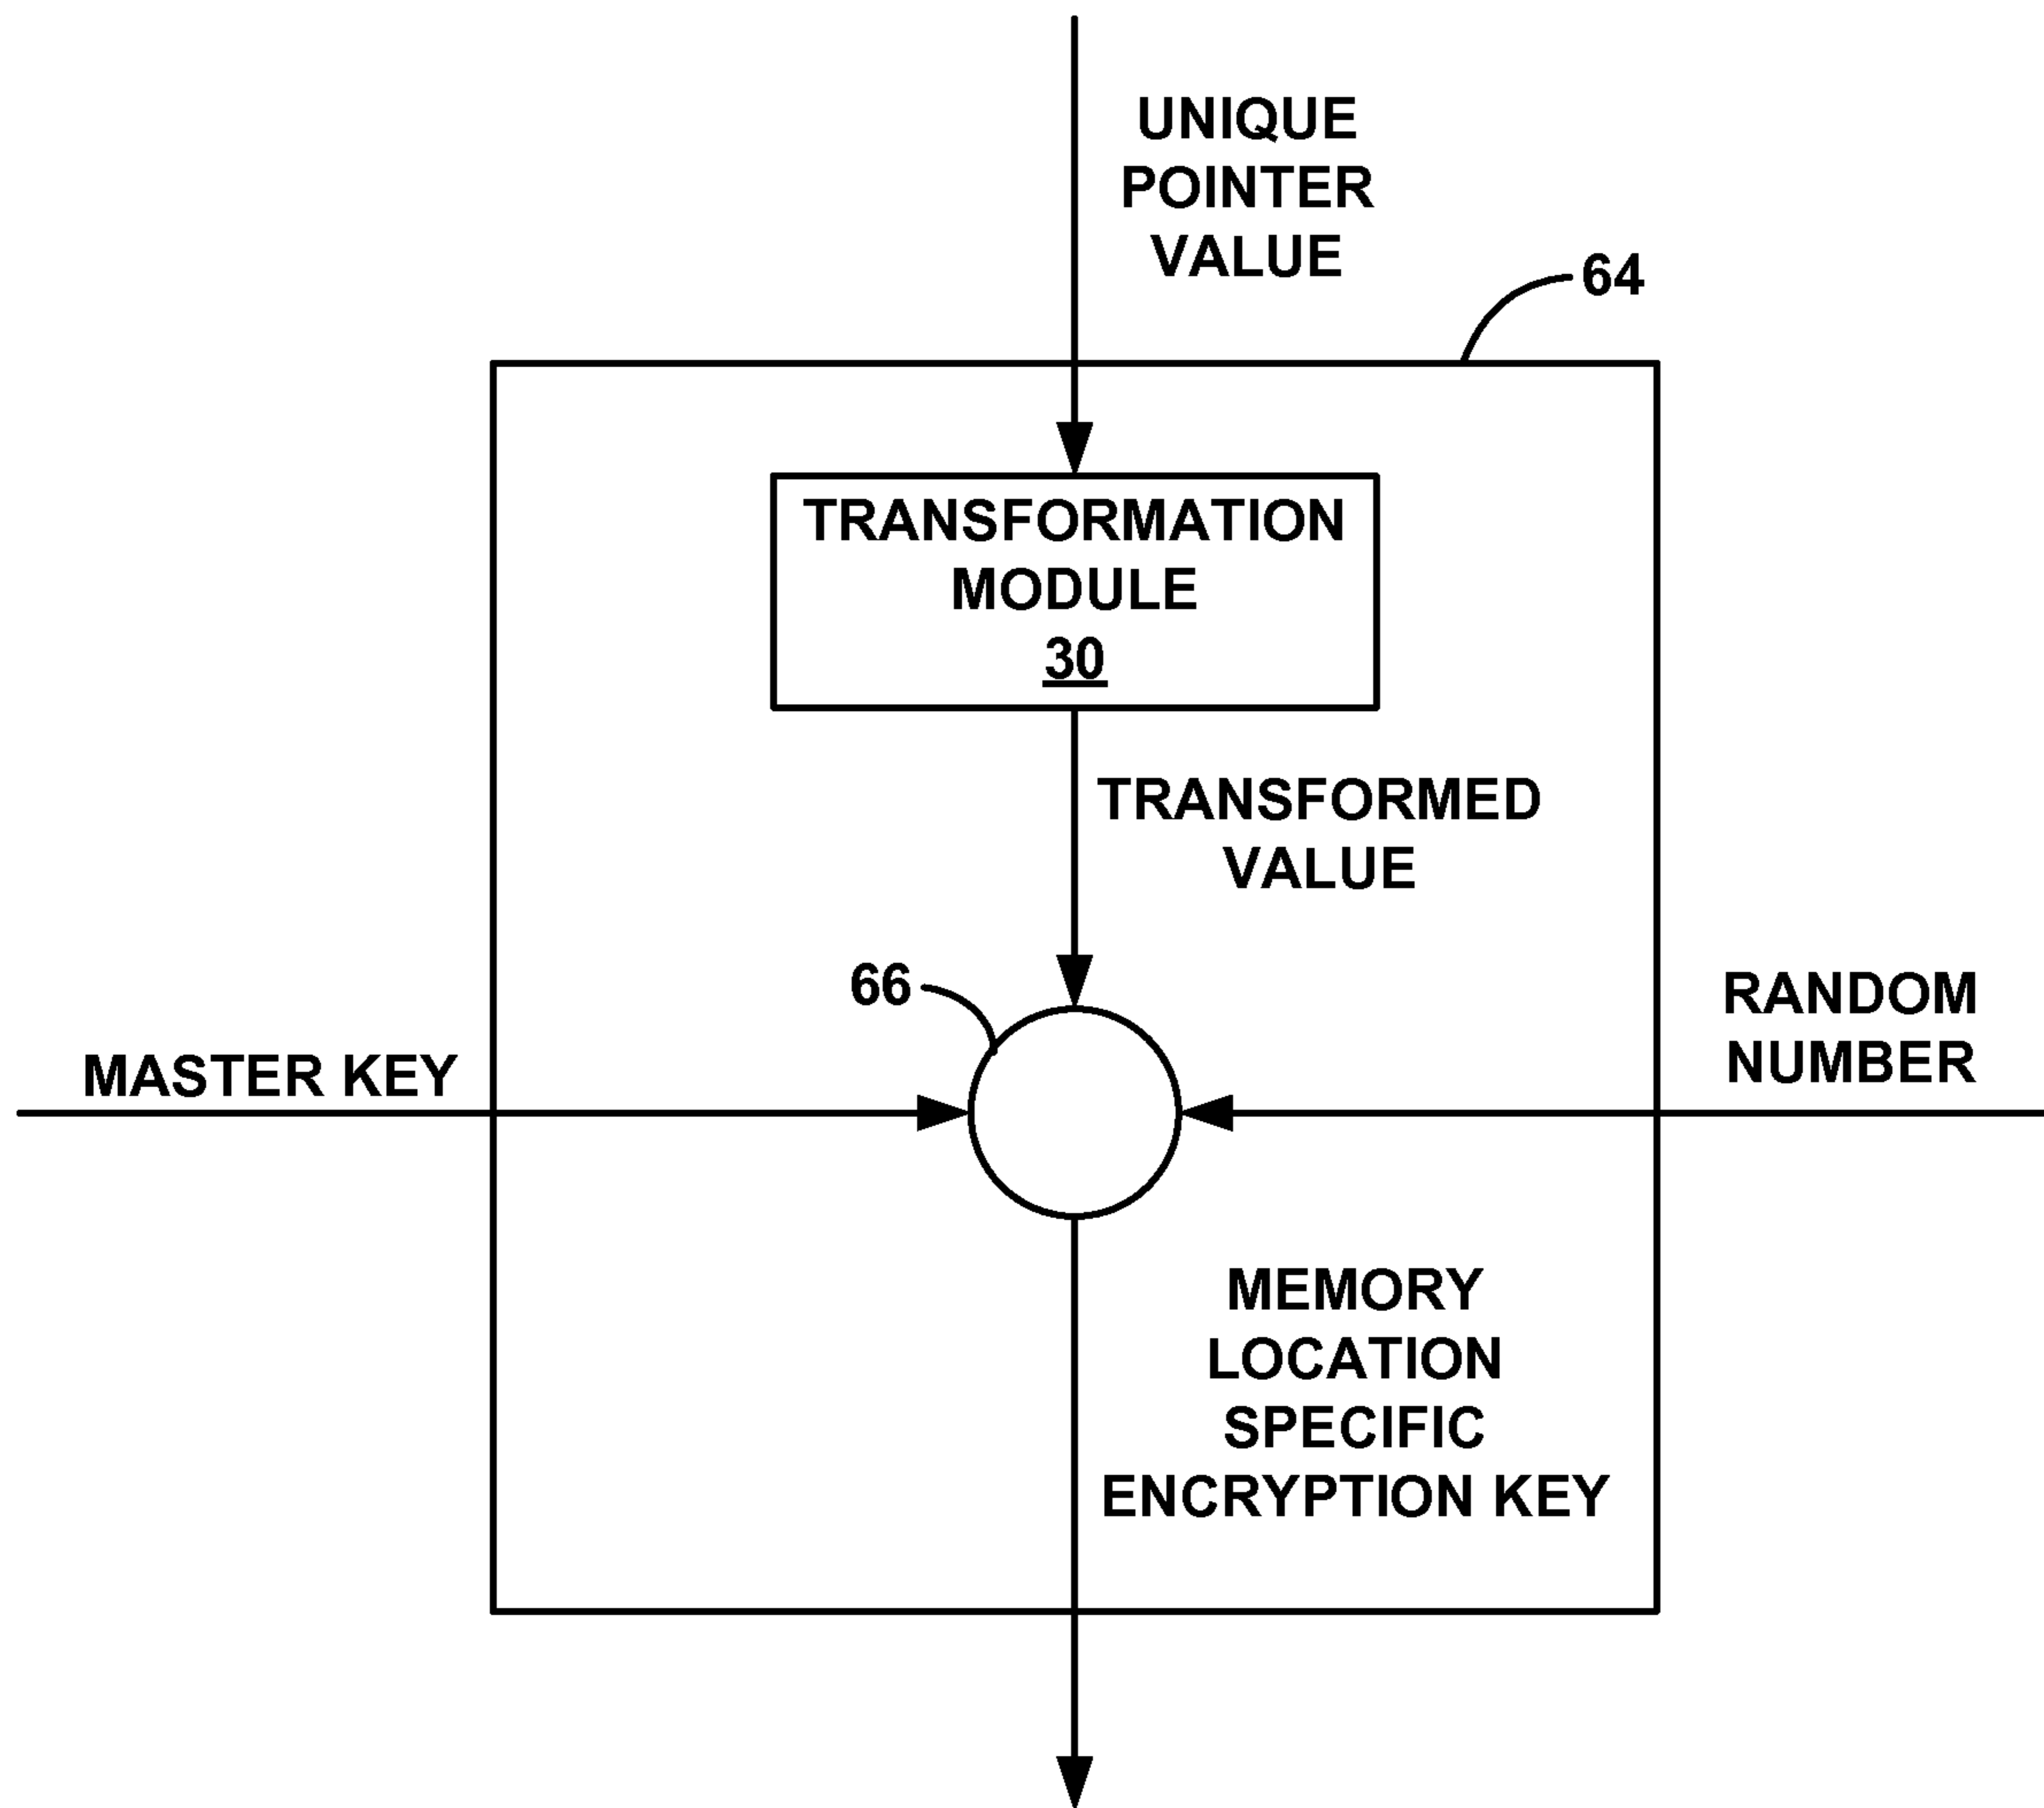 UNIQUE
POINTER
VALUE
64
TRANSFORMATION
MODULE
30
TRANSFORMED
VALUE
66
MASTER KEY
RANDOM
NUMBER
MEMORY
LOCATION
SPECIFIC
ENCRYPTION KEY